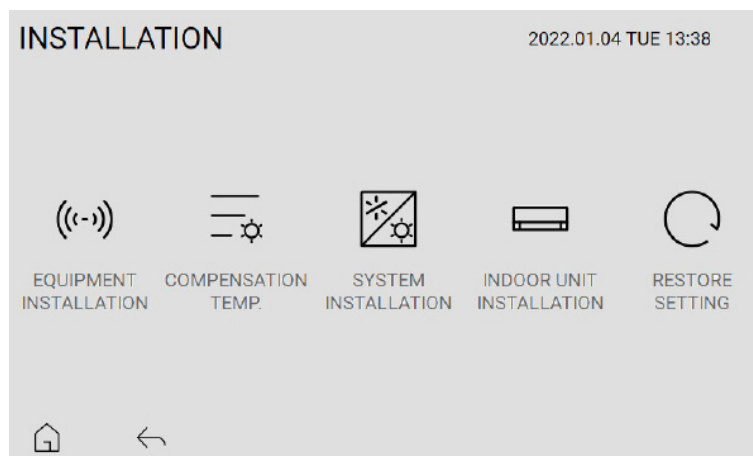 INSTALLATION
2022.01.04 TUE 13:38
EQUIPMENT
INSTALLATION
COMPENSATION
TEMP.
SYSTEM
INSTALLATION
INDOOR UNIT
INSTALLATION
RESTORE
SETTING